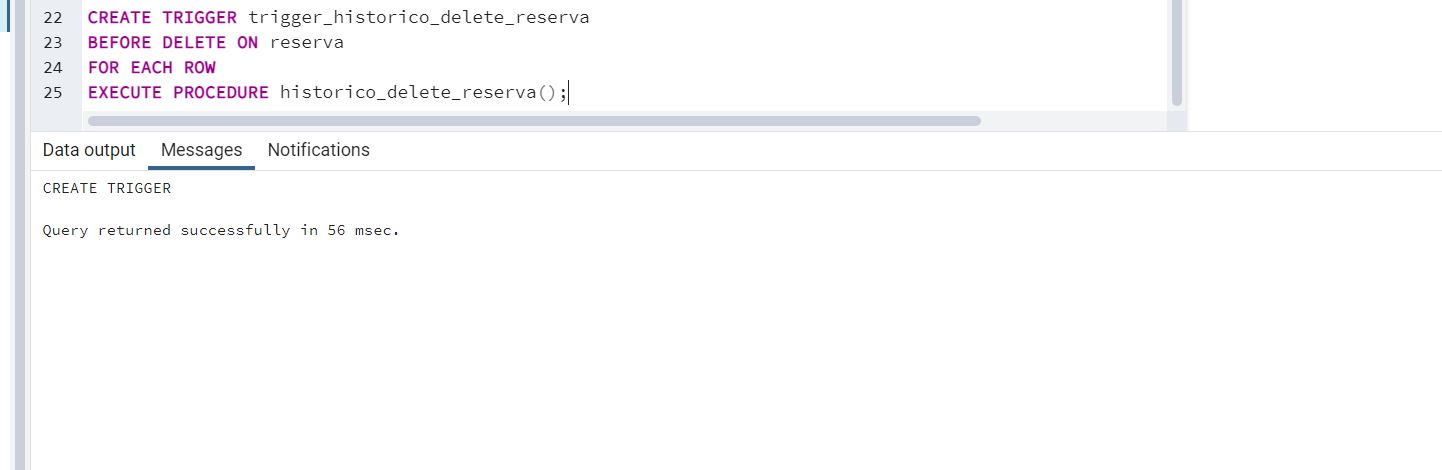 22 CREATE TRIGGER trigger_historico_delete_reserva
23 BEFORE DELETE ON reserva
24 FOR EACH ROW
25 EXECUTE PROCEDURE historico_delete_reserva();
Data output Messages Notifications
CREATE TRIGGER
Query returned successfully in 56 msec.